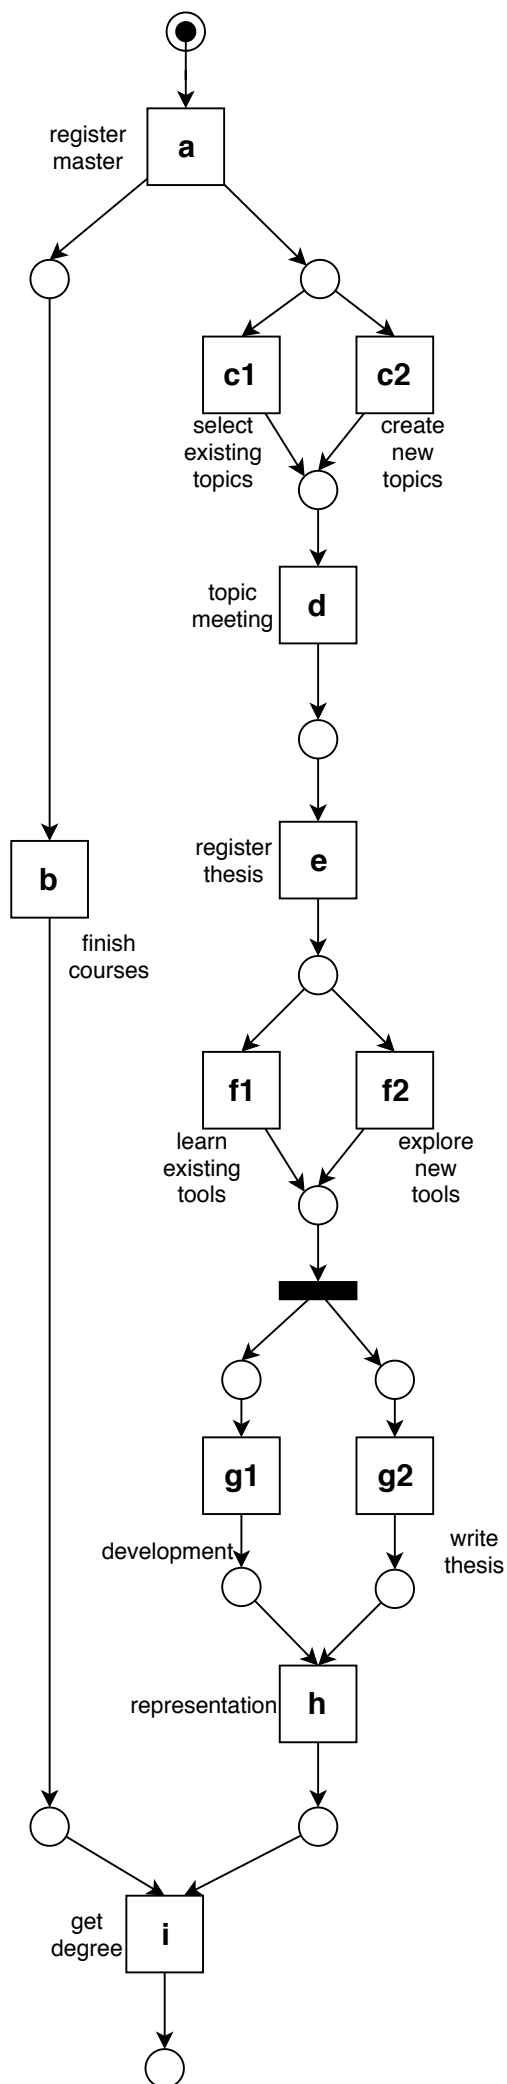 register
master
a
c1
c2
select
existing
topics
create
new
topics
topic
meeting
d
register
thesis
e
b
finish
courses
f1
f2
learn
existing
tools
explore
new
tools
g1
g2
development
write
thesis
representation
h
get
degree
i